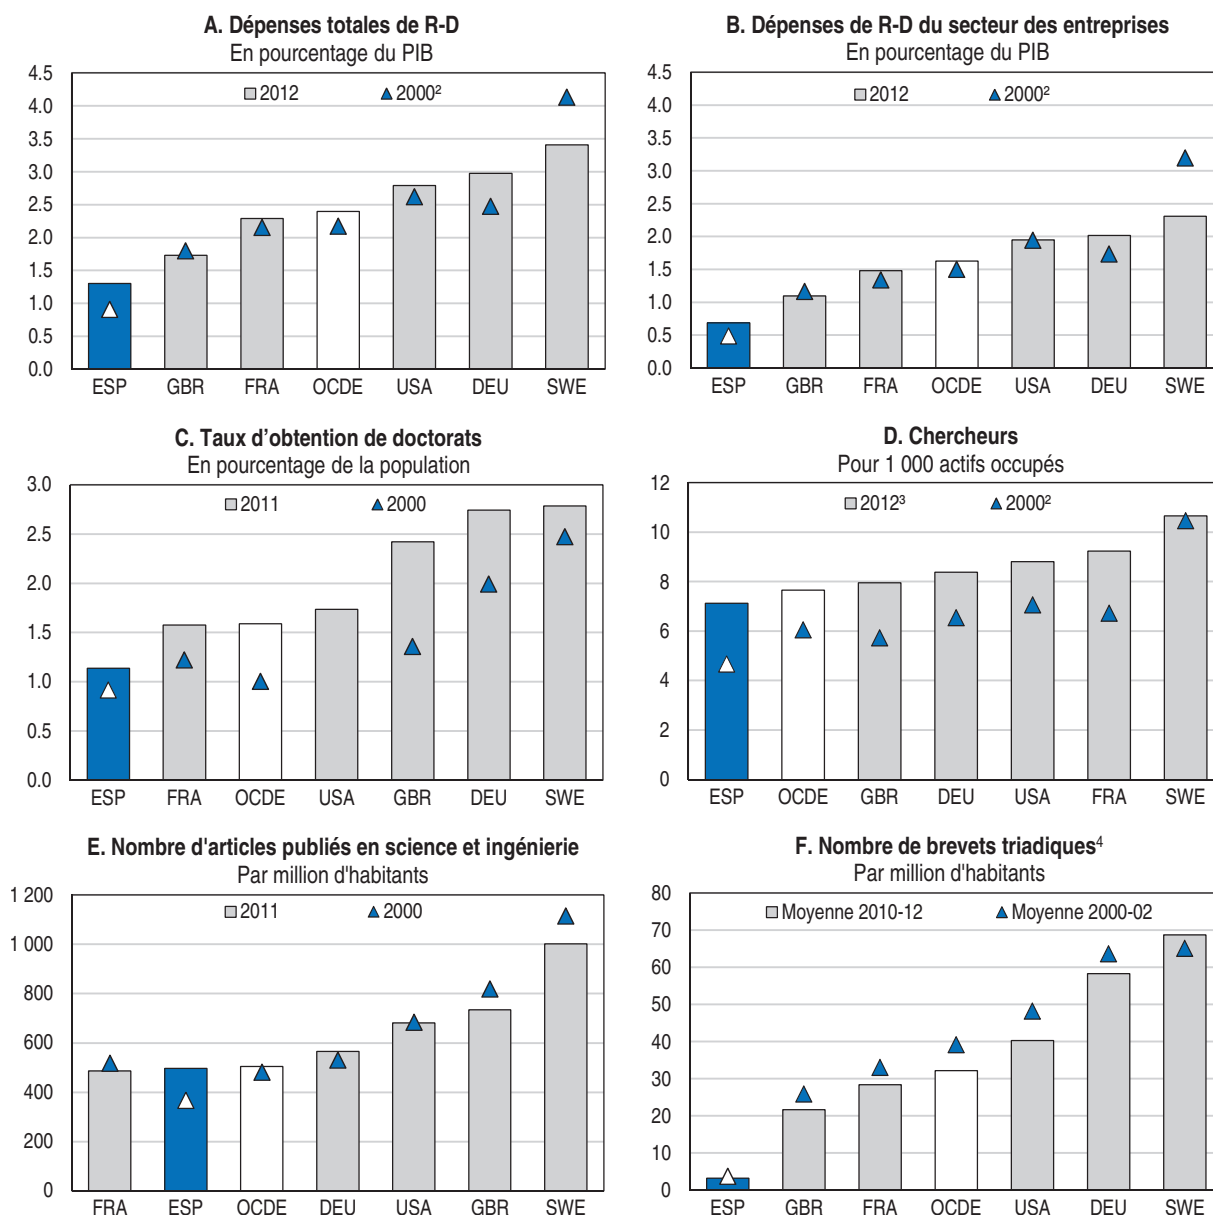 A. Dépenses totales de R-D
En pourcentage du PIB
4.5
4.0
3.5
3.0
2.5
2.0
1.5
1.0
0.5
0.0
2012 2000²
ESP GBR FRA OCDE USA DEU SWE
B. Dépenses de R-D du secteur des entreprises
En pourcentage du PIB
4.5
4.0
3.5
3.0
2.5
2.0
1.5
1.0
0.5
0.0
2012 2000²
ESP GBR FRA OCDE USA DEU SWE
C. Taux d’obtention de doctorats
En pourcentage de la population
3.0
2.5
2.0
1.5
1.0
0.5
0.0
2011 2000
ESP FRA OCDE USA GBR DEU SWE
D. Chercheurs
Pour 1 000 actifs occupés
12
10
8
6
4
2
0
2012³ 2000²
ESP OCDE GBR DEU USA FRA SWE
E. Nombre d'articles publiés en science et ingénierie
Par million d'habitants
1 200
1 000
800
600
400
200
0
2011 2000
FRA ESP OCDE DEU USA GBR SWE
F. Nombre de brevets triadiques⁴
Par million d'habitants
80
70
60
50
40
30
20
10
0
Moyenne 2010-12 Moyenne 2000-02
ESP GBR FRA OCDE USA DEU SWE